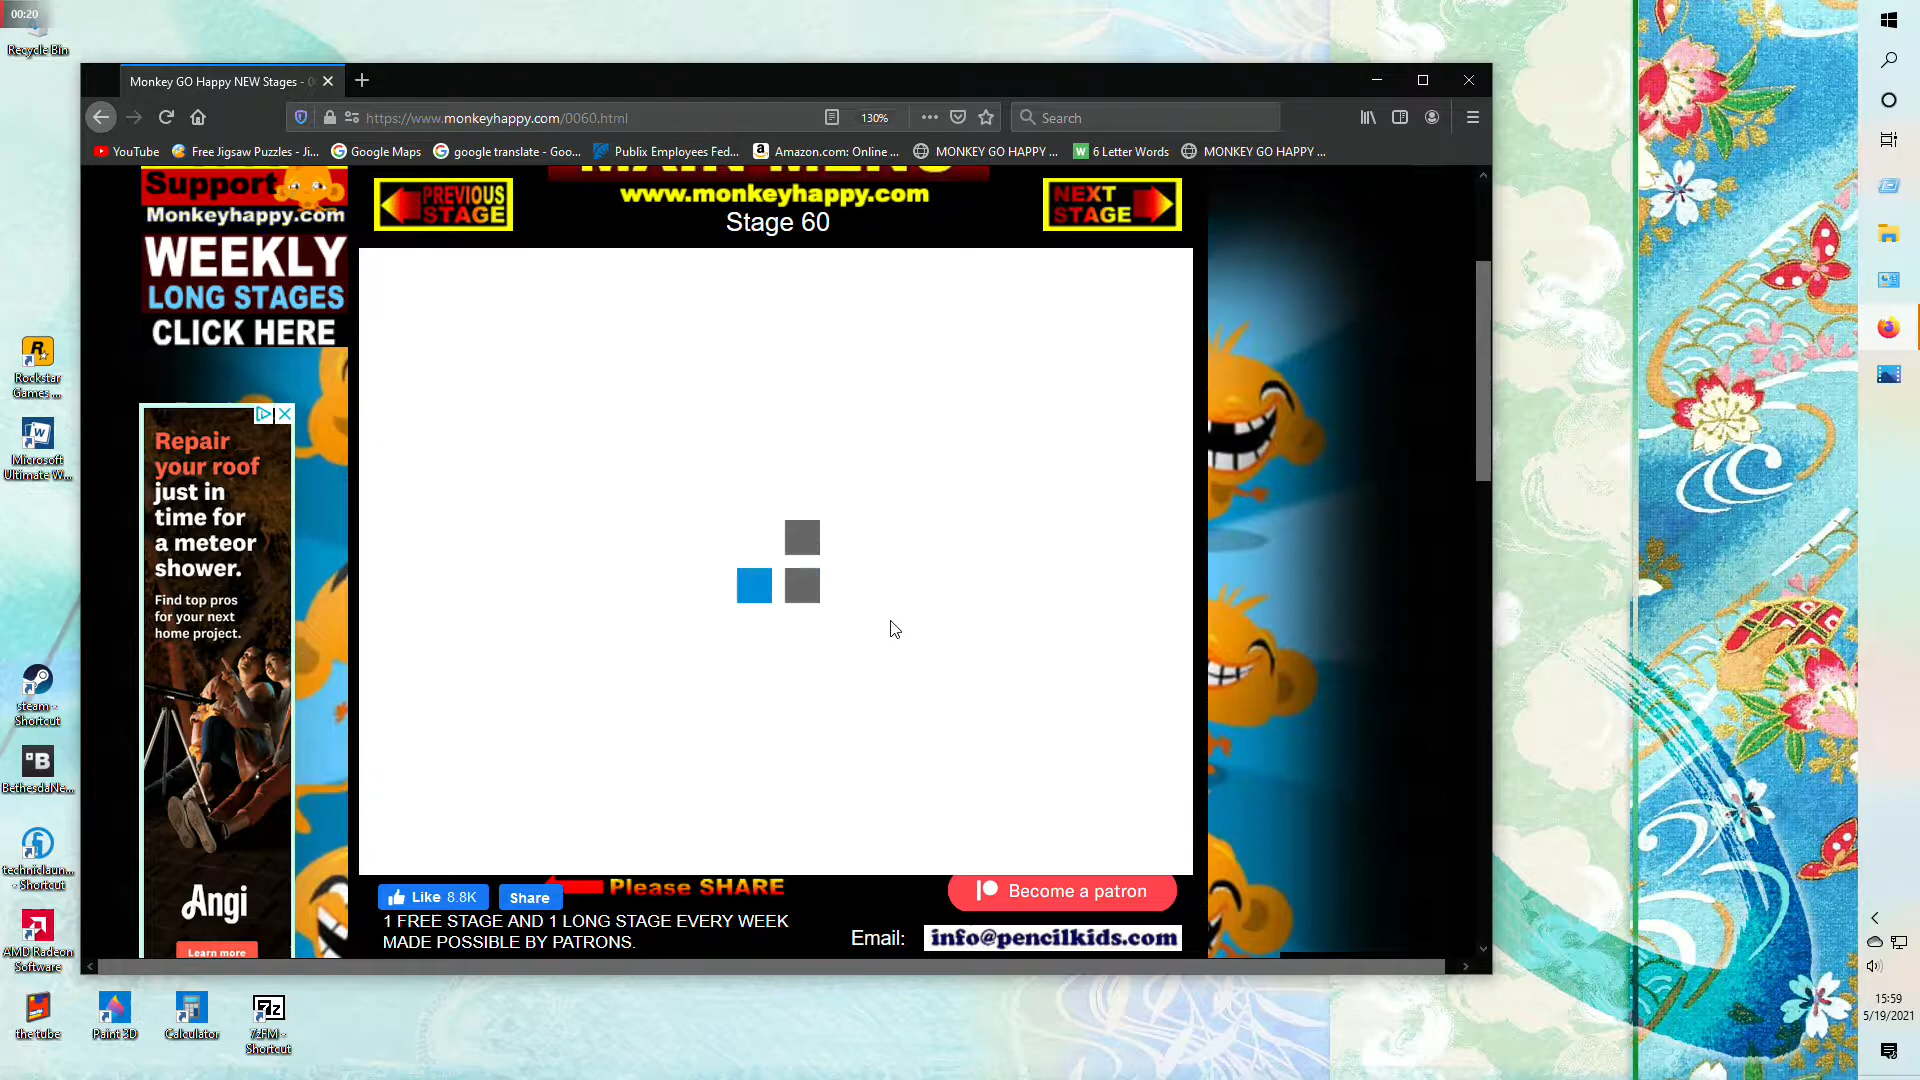 00:20
Recycle Bin
Rockstar
Games ...
Microsoft
Ultimate W...
steam -
Shortcut
BethesdaNe...
techniclaun...
- Shortcut
AMD Radeon
Software
the tube
Paint 3D
Calculator
7zFM -
Shortcut
Monkey GO Happy NEW Stages - 0
https://www.monkeyhappy.com/0060.html
130%
Search
YouTube
Free Jigsaw Puzzles - Ji...
Google Maps
google translate - Goo...
Publix Employees Fed...
Amazon.com: Online ...
MONKEY GO HAPPY ...
6 Letter Words
MONKEY GO HAPPY ...
Support
Monkeyhappy.com
WEEKLY
LONG STAGES
CLICK HERE
PREVIOUS
STAGE
MAIN MENU
www.monkeyhappy.com
Stage 60
NEXT
STAGE
Repair
your roof
just in
time for
a meteor
shower.
Find top pros
for your next
home project.
Angi
Learn more
Like 8.8K
Share
Please SHARE
Become a patron
1 FREE STAGE AND 1 LONG STAGE EVERY WEEK
MADE POSSIBLE BY PATRONS.
Email:
info@pencilkids.com
15:59
5/19/2021